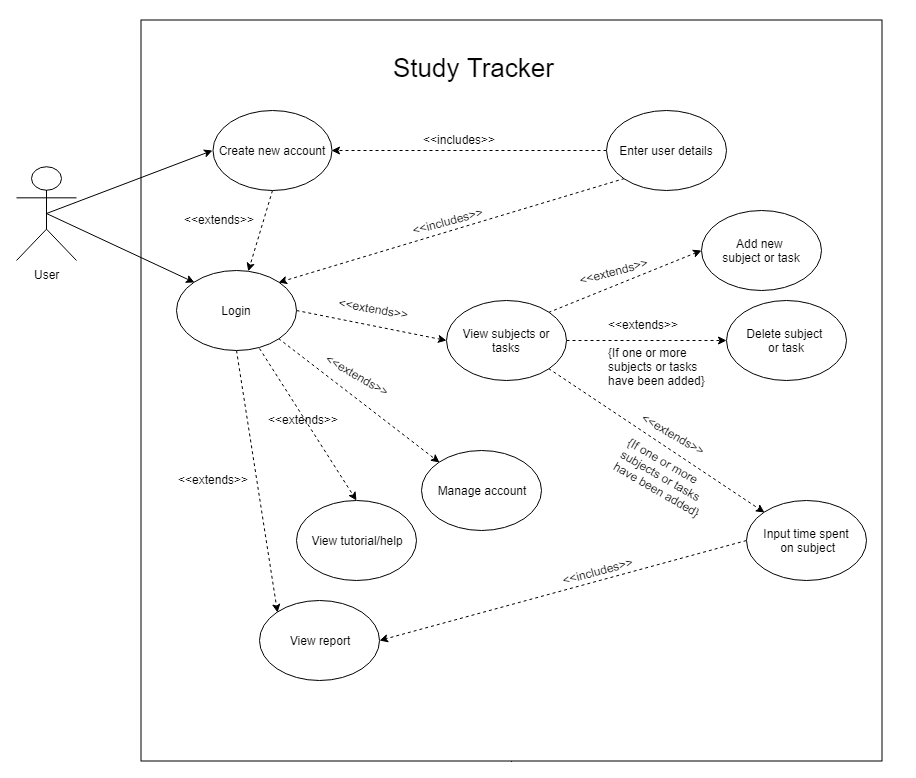 Study Tracker
<<includes>>
Create new account
Enter user details
<<extends>>
<<includes>>
User
Add new
subject or task
<<extends>>
Login
<<extends>>
View subjects or
tasks
<<extends>>
Delete subject
or task
{If one or more
subjects or tasks
have been added}
<<extends>>
<<extends>>
<<extends>>
{If one or more
subjects or tasks
have been added}
<<extends>>
Manage account
View tutorial/help
Input time spent
on subject
<<includes>>
View report